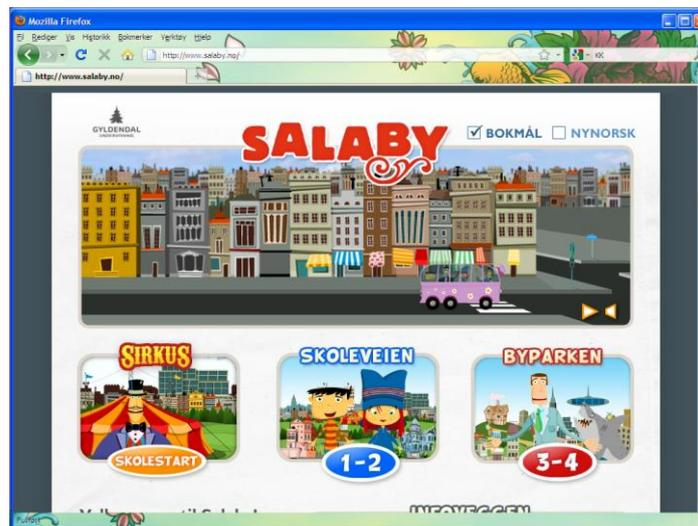 Mozilla Firefox
Fil Rediger Vis Historikk Bokmerker Verktøy Hjelp
http://www.salaby.no/
http://www.salaby.no/
GYLDENDAL
SALABY
BOKMÅL NYNORSK
SIRKUS
SKOLESTART
SKOLEVEIEN
1-2
BYPARKEN
3-4
INFOVEGGEN